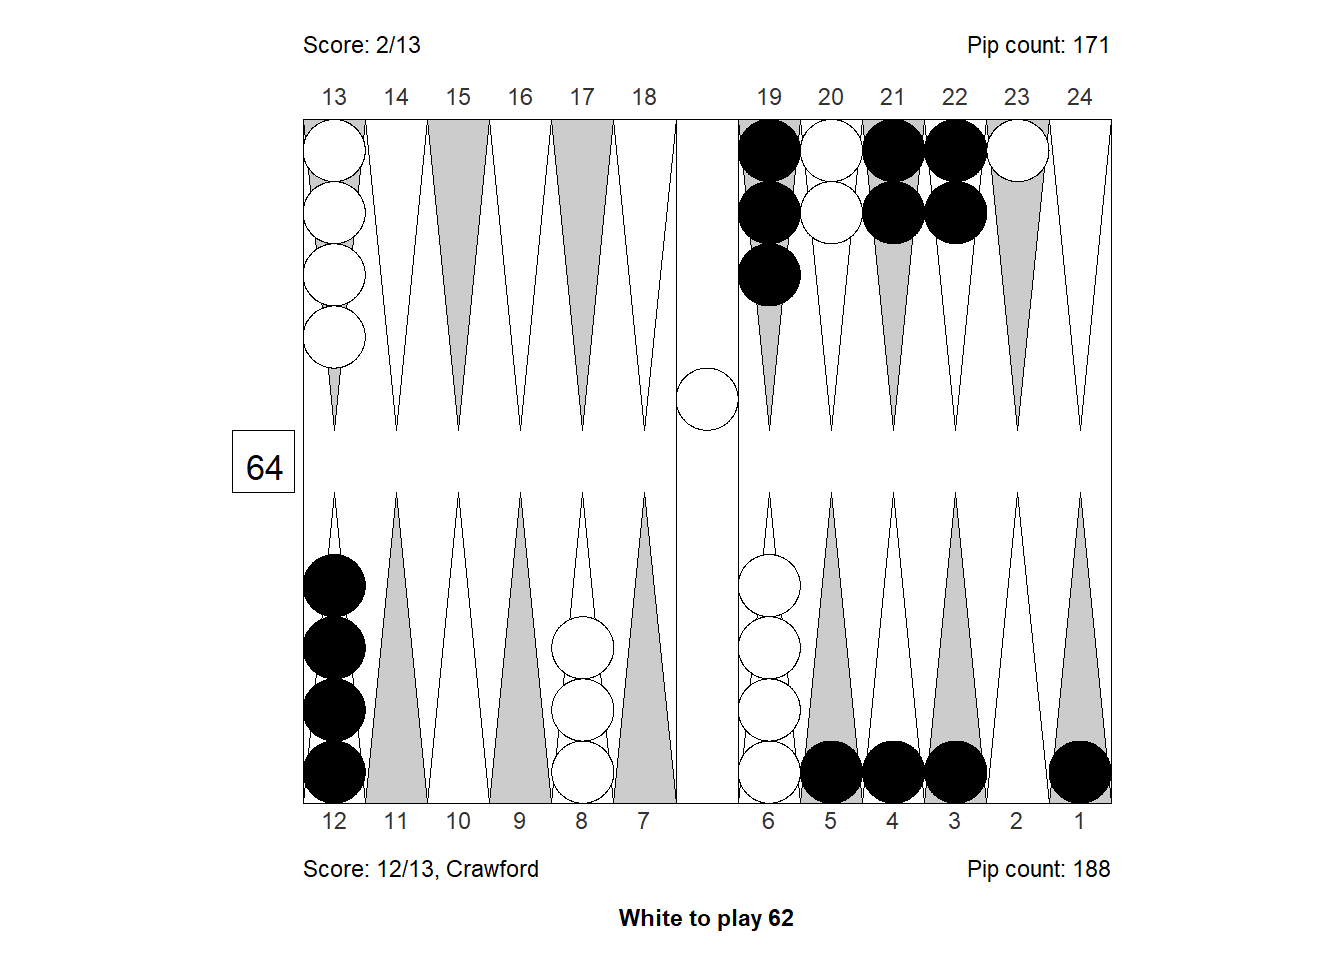 Score: 2/13 Pip count: 171
13 14 15 16 17 18 19 20 21 22 23 24
64
12 11 10 9 8 7 6 5 4 3 2 1
Score: 12/13, Crawford Pip count: 188
White to play 62